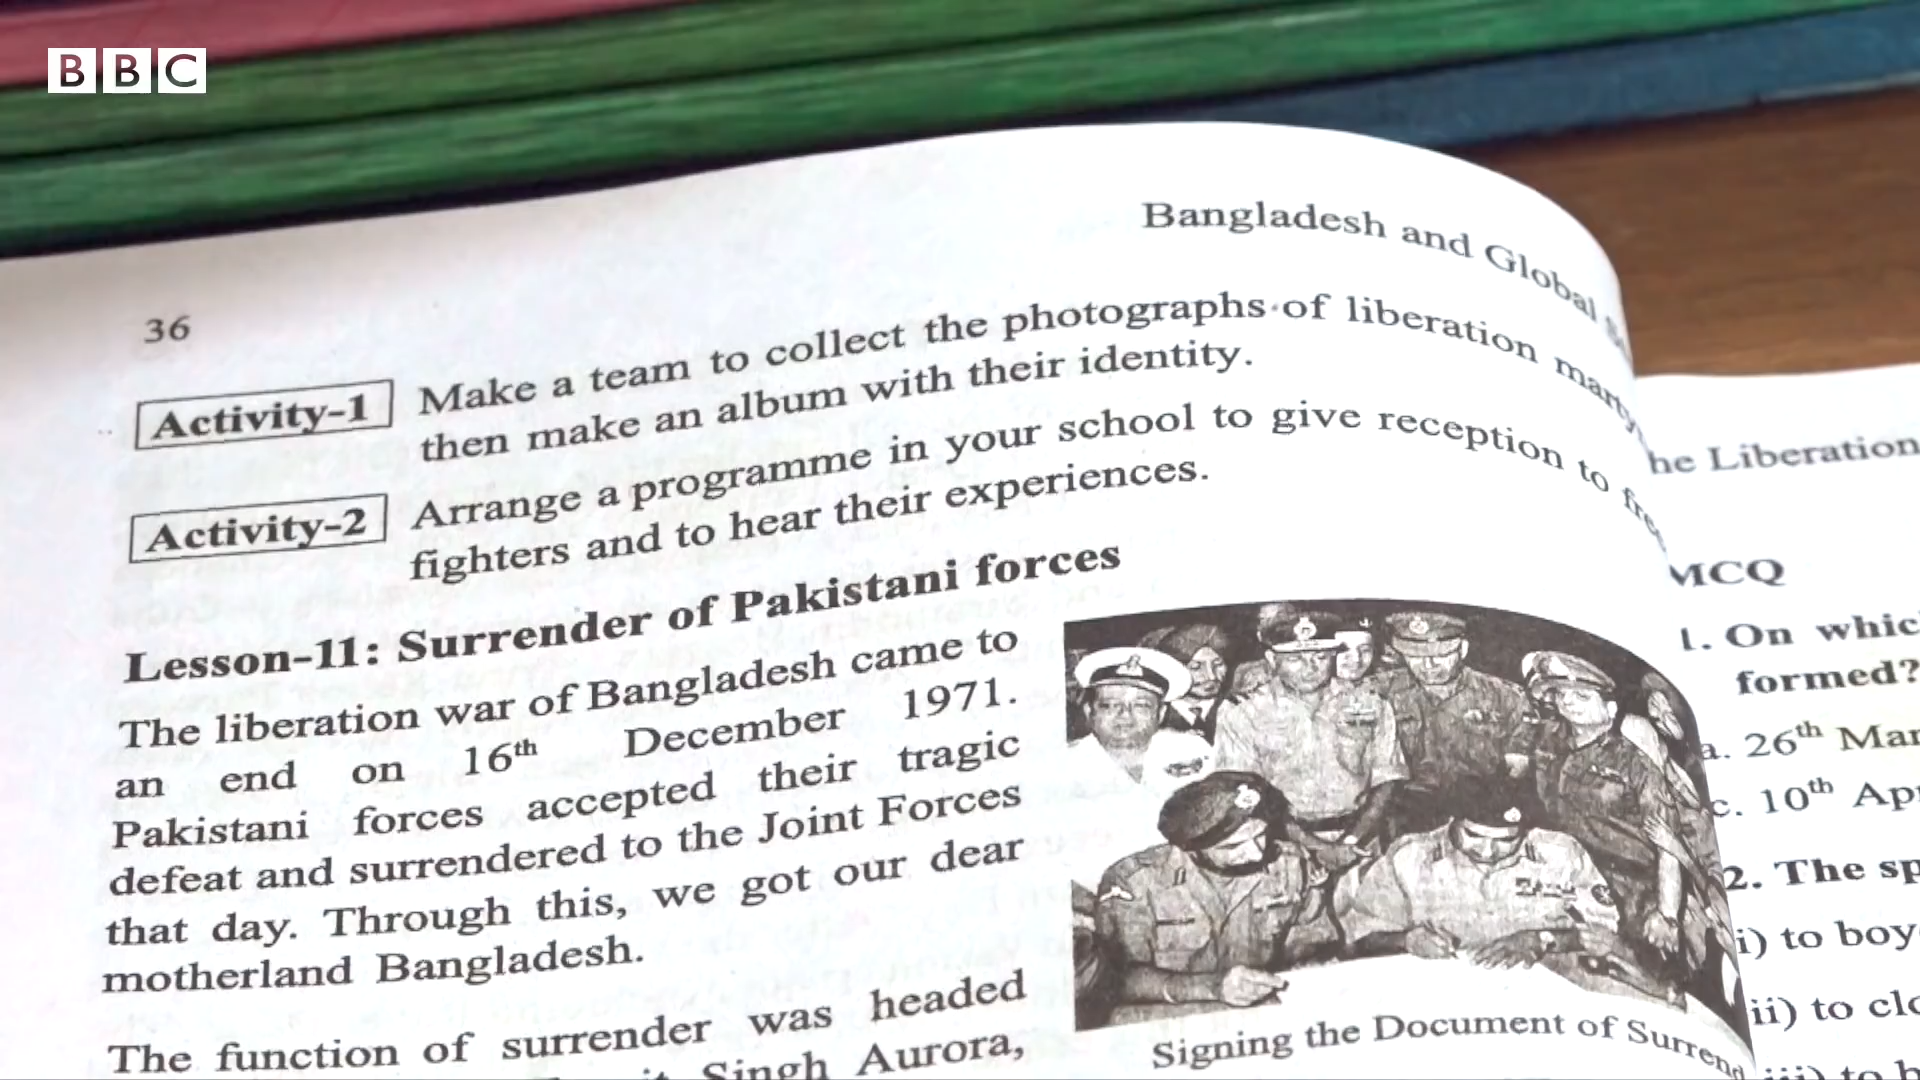 BBC
36
Bangladesh and Global
Activity-1 Make a team to collect the photographs of liberation
then make an album with their identity.
Activity-2 Arrange a programme in your school to give reception to
fighters and to hear their experiences.
Lesson-11: Surrender of Pakistani forces
The liberation war of Bangladesh came to
an end on 16th December 1971.
Pakistani forces accepted their tragic
defeat and surrendered to the Joint Forces
that day. Through this, we got our dear
motherland Bangladesh.
The function of surrender was headed
Singh Aurora,
Signing the Document of
Liberation
MCQ
1. On
formed?
a. 26th
c. 10th
2. The
i) to
ii) to
iii) to